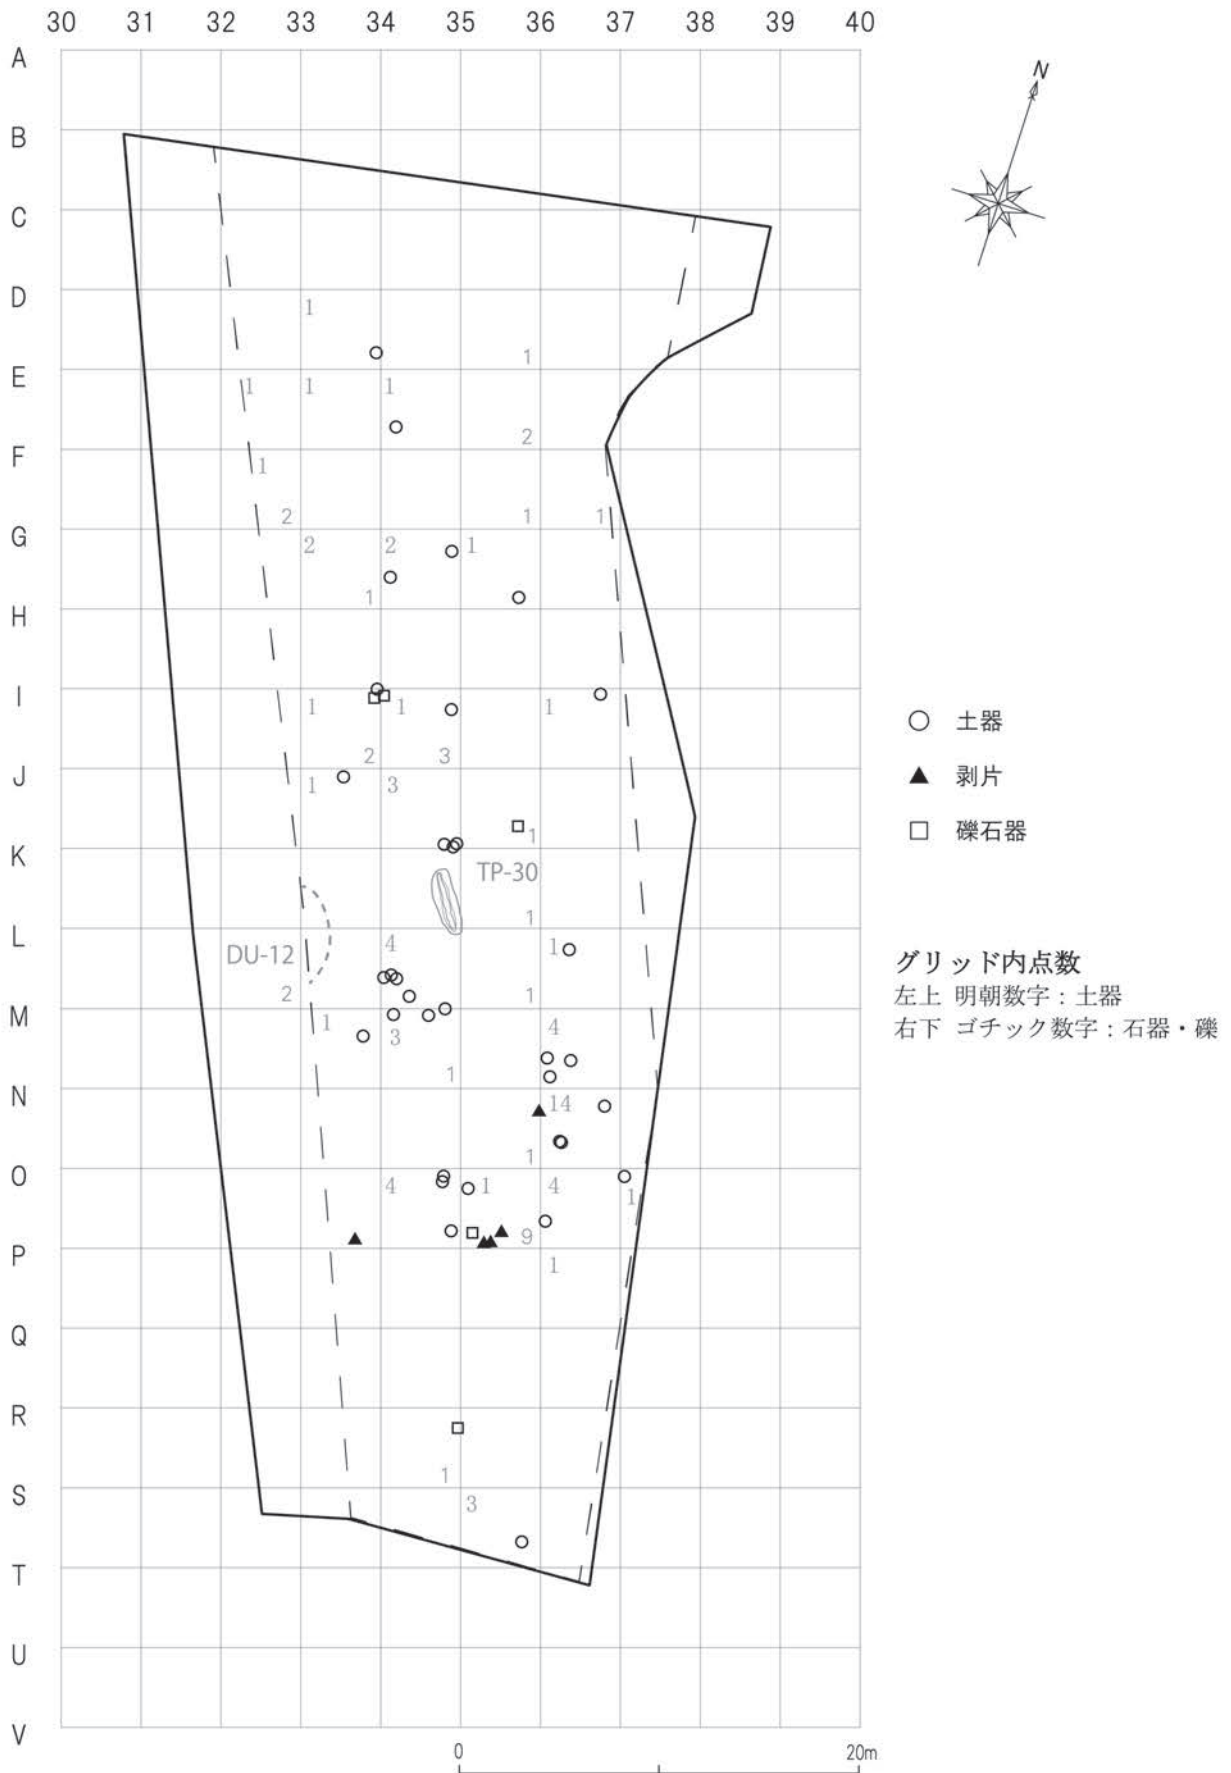 30 31 32 33 34 35 36 37 38 39 40
A
N
B
C
D
1
1
E
1 1 1
2
F
1
2 1 1
G
2 2 1
1
H
I
1 1 1
2 3
J
1 3
1
K
TP-30
1
L
4 1
DU-12
2 1
M
1 3 4
1
N
14
1
O
4 1 4 1
9
P
1
Q
R
1
S
3
T
U
V
0 20m
土器
剥片
礫石器
グリッド内点数
左上 明朝数字：土器
右下 ゴチック数字：石器・礫